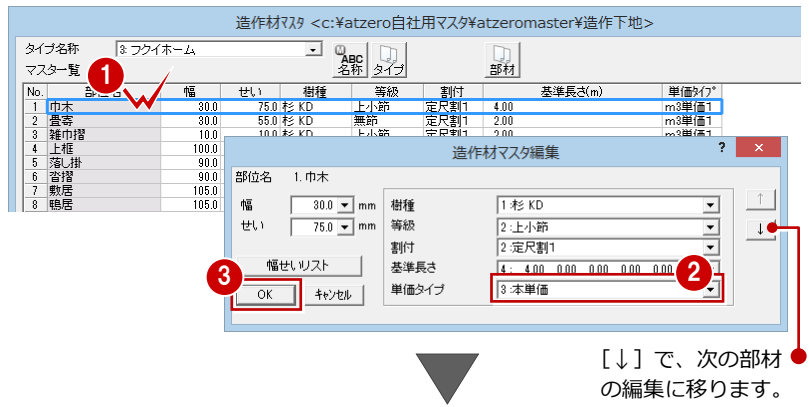 造作材ﾏｽﾀ <c:¥atzero自社用マスタ¥atzeromaster¥造作下地>
タイプ名称 3:フクイホーム ABC 名称 タイプ 部材
マスター覧
1
No. 幅 せい 樹種 等級 割付 基準長さ(m) 単価ﾀｲﾌﾟ
1 巾木 30.0 75.0 杉 KD 上小節 定尺割1 4.00 m3単価1
2 畳寄 30.0 55.0 杉 KD 無節 定尺割1 2.00 m3単価1
3 雑巾摺 10.0 10.0 杉 KD 上小節 定尺割1 2.00 m3単価1
4 上框 100.0
5 落し掛 90.0
6 沓摺 90.0
7 敷居 105.0
8 鴨居 105.0
造作材マスタ編集 ? ×
部位名 1.巾木
幅 30.0 mm 樹種 1:杉 KD ↑
せい 75.0 mm 等級 2:上小節 ↓
割付 2:定尺割1
幅せいリスト 基準長さ 4: 4.00 0.00 0.00 0.00 0.00
3 2
OK ｷｬﾝｾﾙ 単価タイプ 3:本単価
[↓]で、次の部材
の編集に移ります。